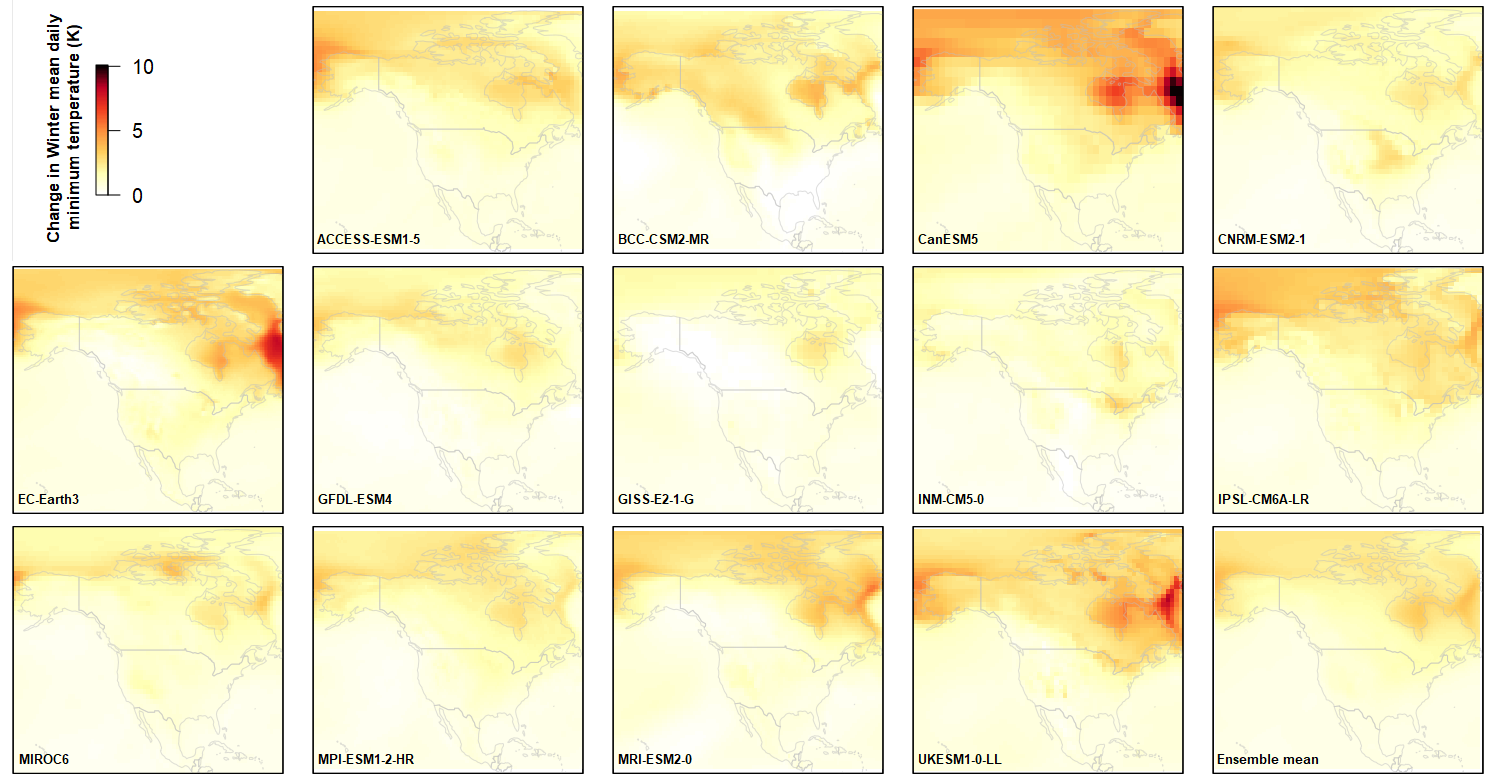 Change in Winter mean daily
minimum temperature (K)
10
5
0
ACCESS-ESM1-5
BCC-CSM2-MR
CanESM5
CNRM-ESM2-1
EC-Earth3
GFDL-ESM4
GISS-E2-1-G
INM-CM5-0
IPSL-CM6A-LR
MIROC6
MPI-ESM1-2-HR
MRI-ESM2-0
UKESM1-0-LL
Ensemble mean